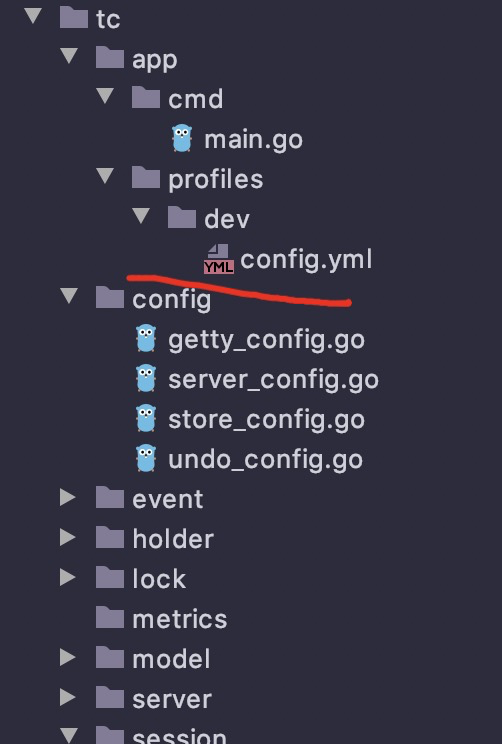 tc
app
cmd
main.go
profiles
dev
YML config.yml
config
getty_config.go
server_config.go
store_config.go
undo_config.go
event
holder
lock
metrics
model
server
session